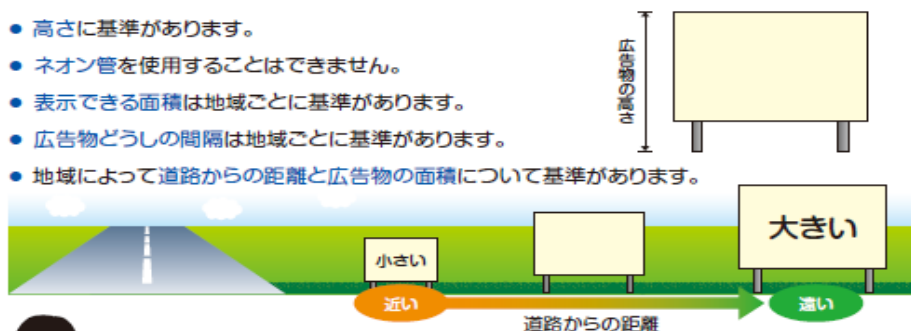 ● 高さに基準があります。
● ネオン管を使用することはできません。
● 表示できる面積は地域ごとに基準があります。
● 広告物どうしの間隔は地域ごとに基準があります。
● 地域によって道路からの距離と広告物の面積について基準があります。
広告物の高さ
小さい
大きい
近い
遠い
道路からの距離